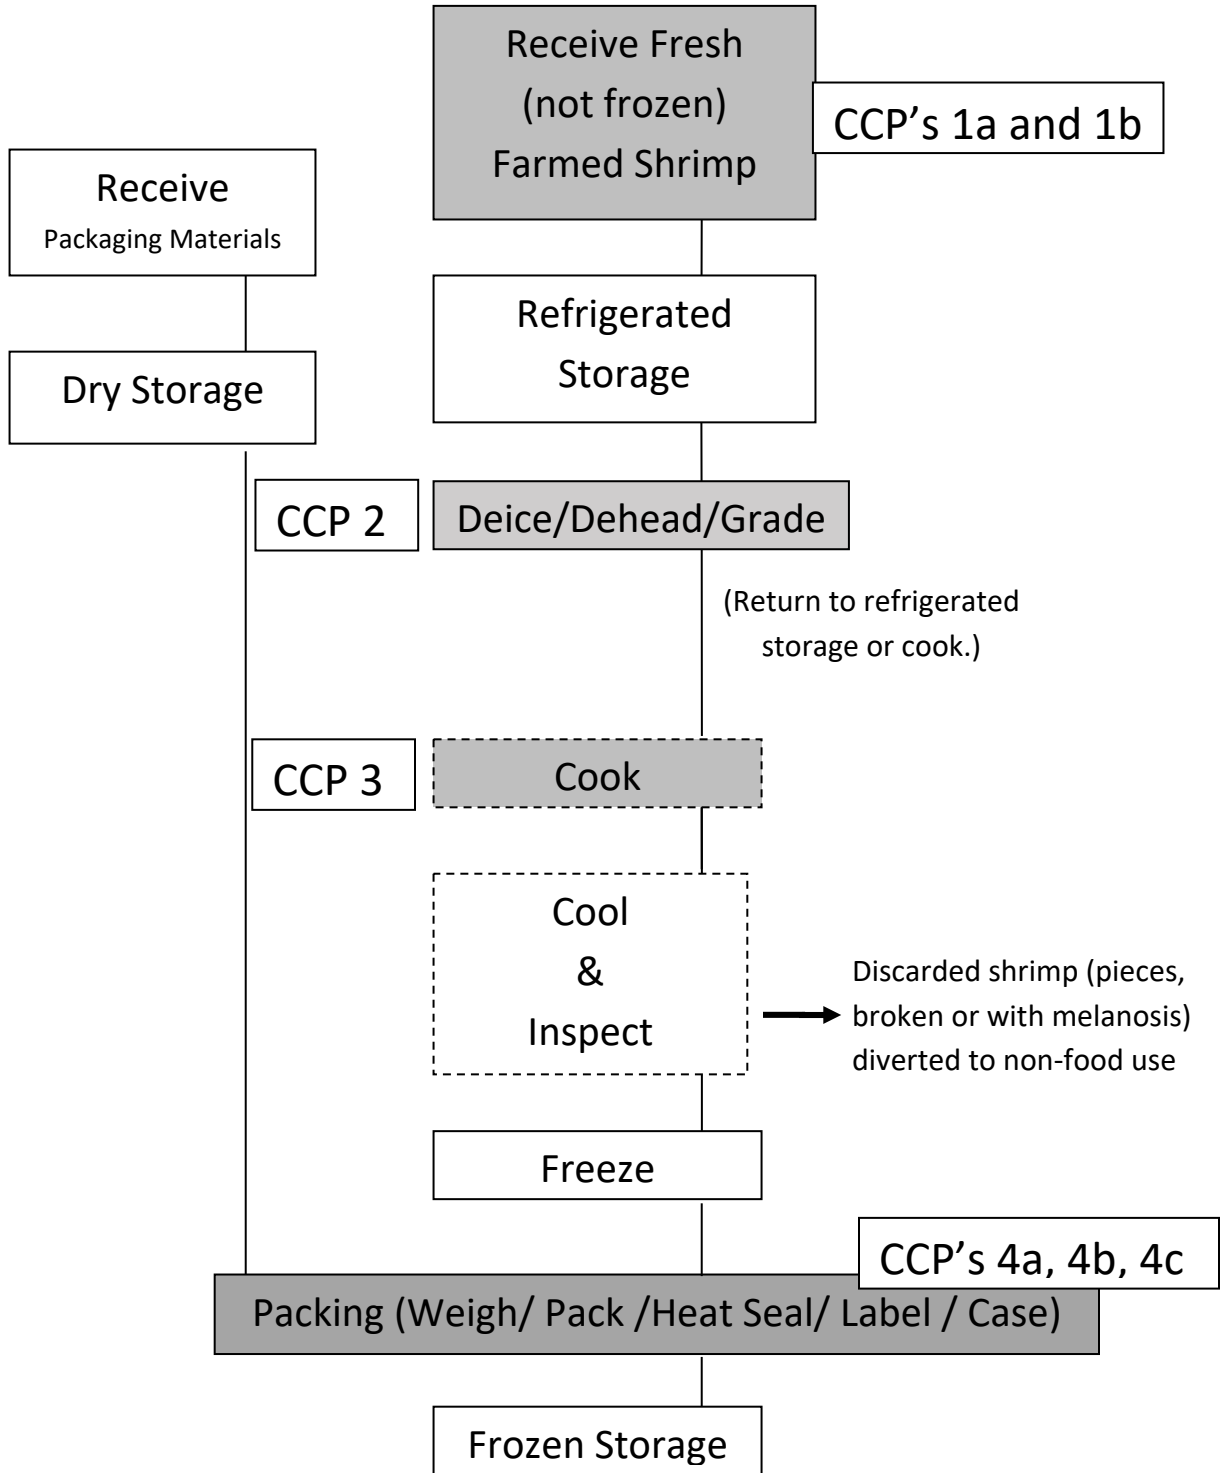 Receive Fresh
(not frozen)
Farmed Shrimp
CCP’s 1a and 1b
Receive
Packaging Materials
Refrigerated
Storage
Dry Storage
CCP 2
Deice/Dehead/Grade
(Return to refrigerated
storage or cook.)
CCP 3
Cook
Cool
&
Inspect
Discarded shrimp (pieces,
broken or with melanosis)
diverted to non-food use
Freeze
CCP’s 4a, 4b, 4c
Packing (Weigh/ Pack /Heat Seal/ Label / Case)
Frozen Storage